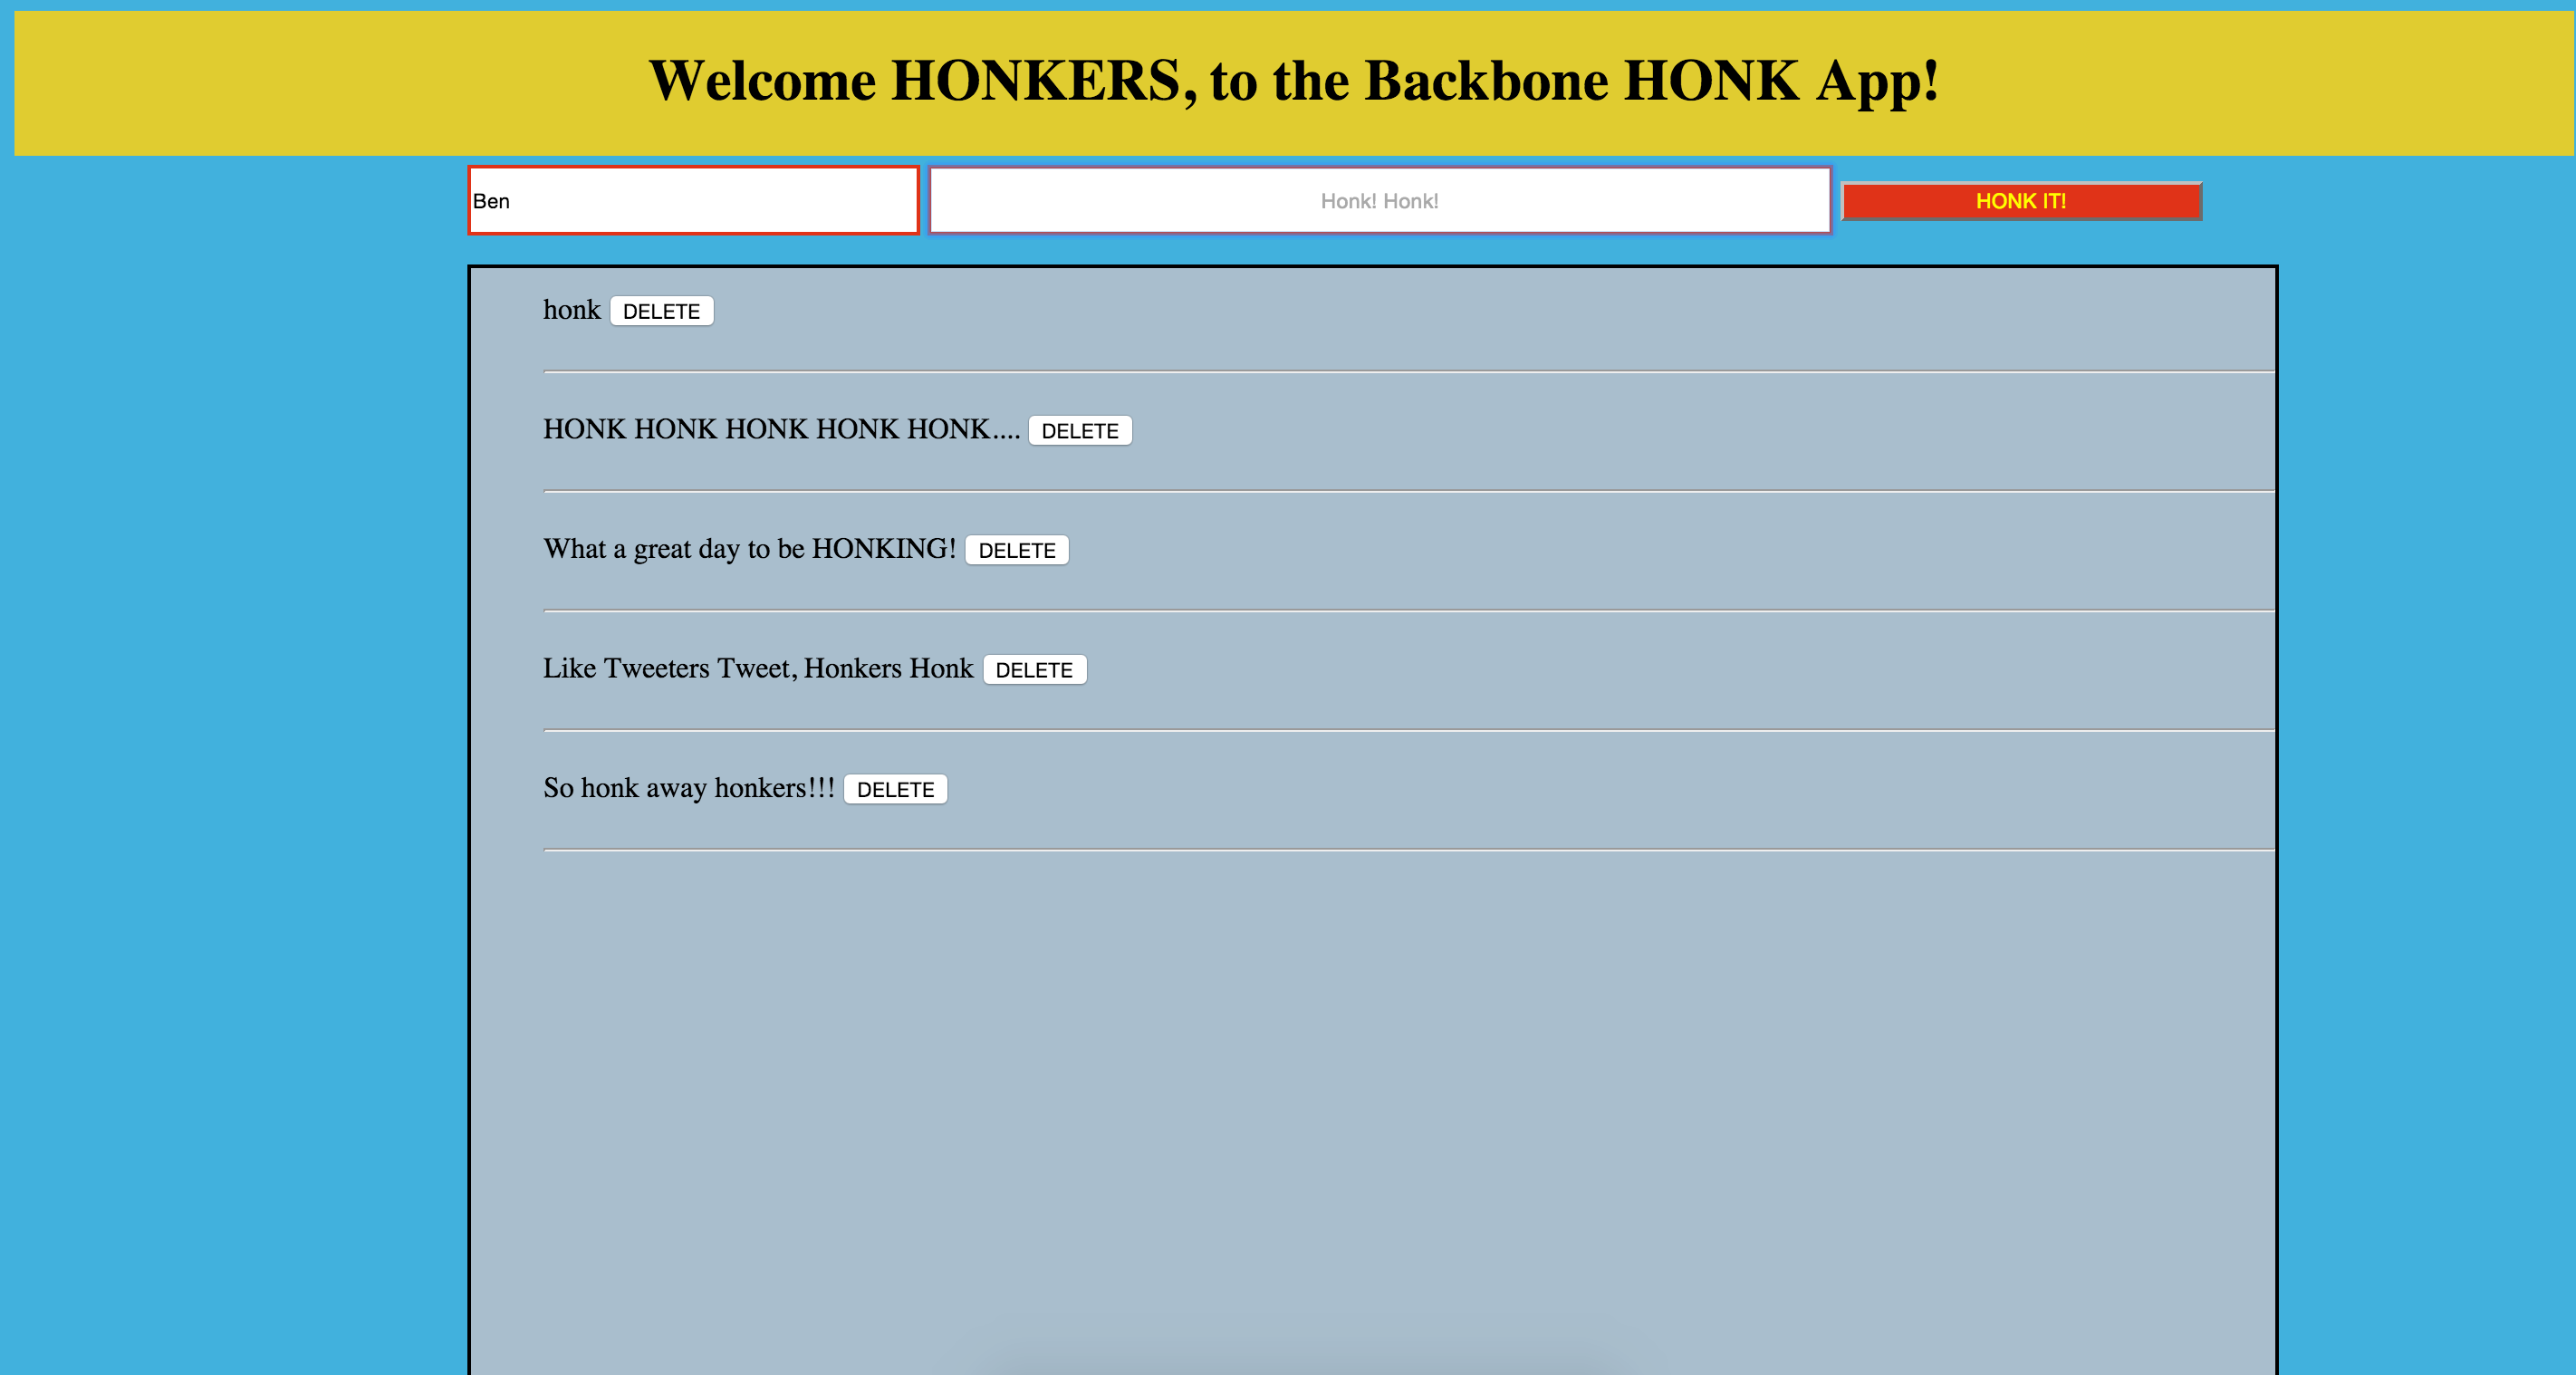 Welcome HONKERS, to the Backbone HONK App!
Ben Honk! Honk! HONK IT!
honk DELETE
HONK HONK HONK HONK HONK.... DELETE
What a great day to be HONKING! DELETE
Like Tweeters Tweet, Honkers Honk DELETE
So honk away honkers!!! DELETE